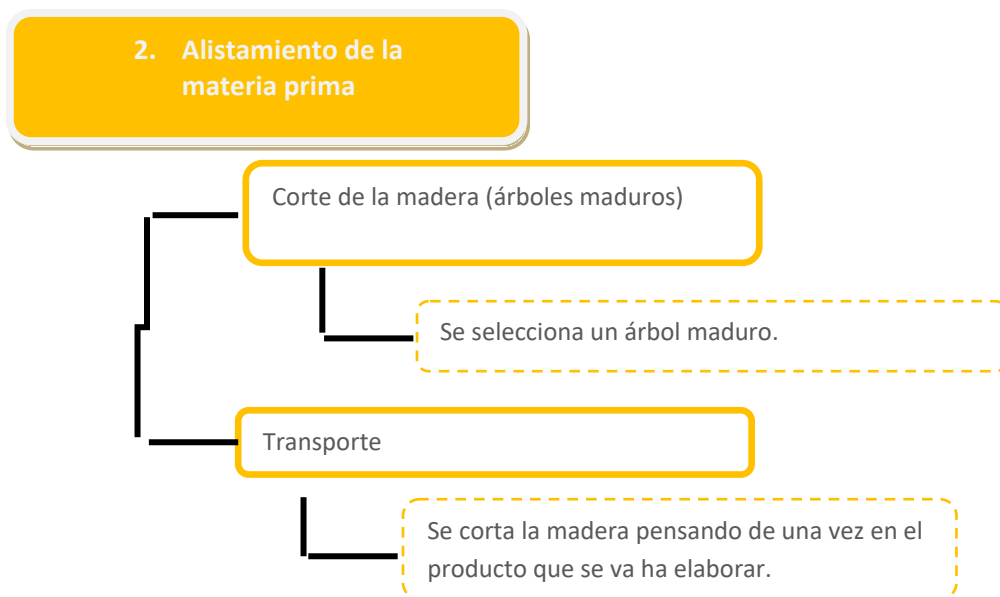 2. Alistamiento de la
materia prima
Corte de la madera (árboles maduros)
Se selecciona un árbol maduro.
Transporte
Se corta la madera pensando de una vez en el
producto que se va ha elaborar.